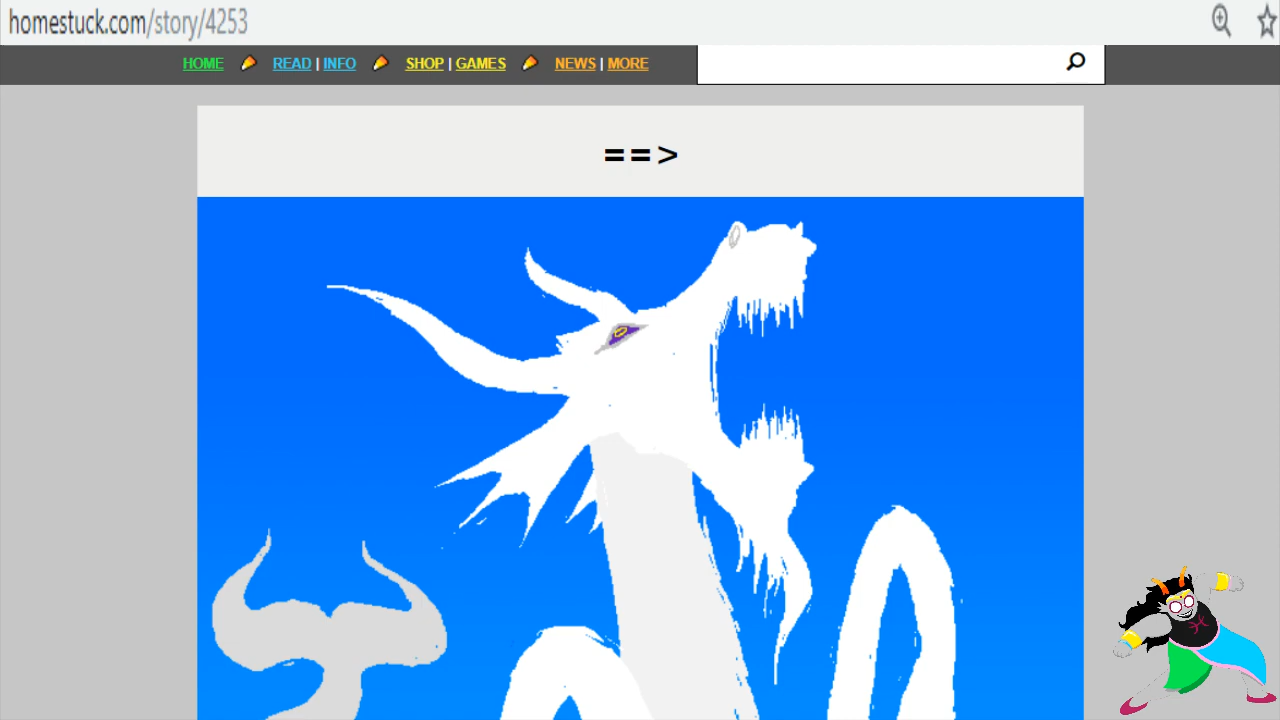 homestuck.com/story/4253
HOME READ | INFO SHOP | GAMES NEWS | MORE
==>